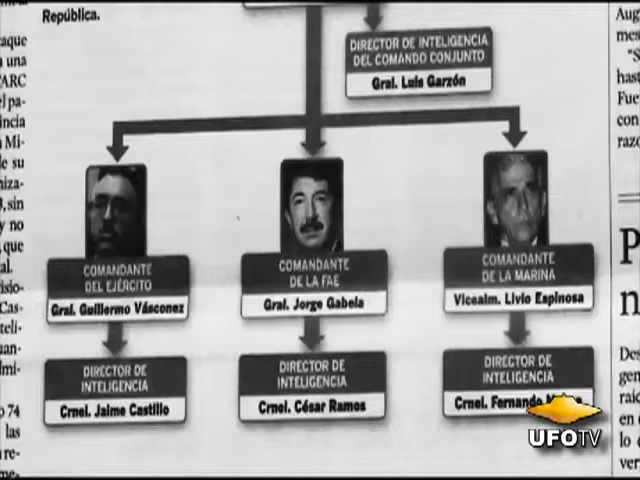 República.
DIRECTOR DE INTELIGENCIA
DEL COMANDO CONJUNTO
Gral. Luis Garzón
COMANDANTE
DEL EJÉRCITO
Gral. Guillermo Vásconez
COMANDANTE
DE LA FAE
Gral. Jorge Gabela
COMANDANTE
DE LA MARINA
Vicealm. Livio Espinosa
DIRECTOR DE
INTELIGENCIA
Crnel. Jaime Castillo
DIRECTOR DE
INTELIGENCIA
Crnel. César Ramos
DIRECTOR DE
INTELIGENCIA
Crnel. Fernando
UFOTV